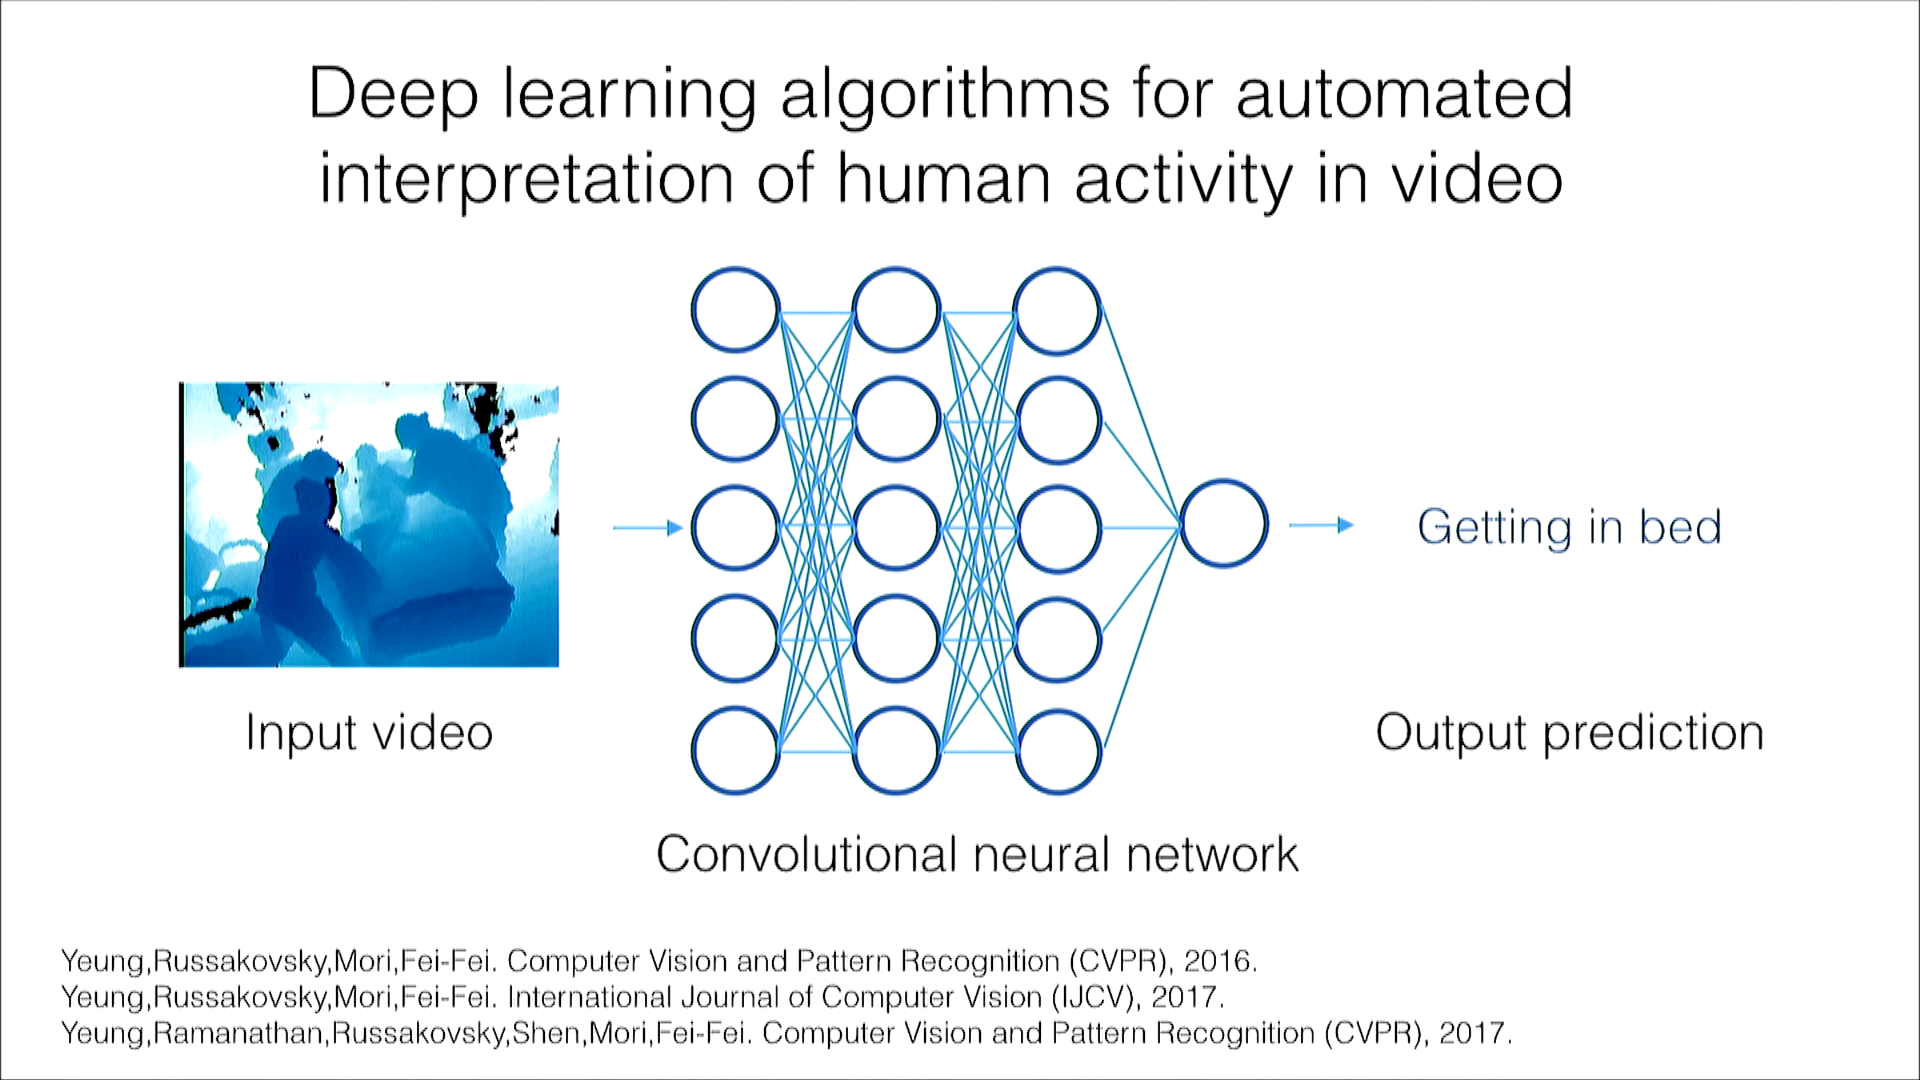 Deep learning algorithms for automated
interpretation of human activity in video
Getting in bed
Input video
Output prediction
Convolutional neural network
Yeung,Russakovsky,Mori,Fei-Fei. Computer Vision and Pattern Recognition (CVPR), 2016.
Yeung,Russakovsky,Mori,Fei-Fei. International Journal of Computer Vision (IJCV), 2017.
Yeung,Ramanathan,Russakovsky,Shen,Mori,Fei-Fei. Computer Vision and Pattern Recognition (CVPR), 2017.